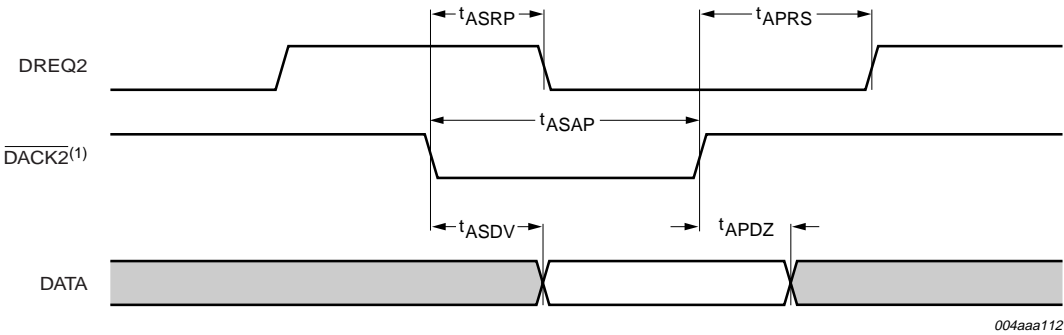 tASRP
tAPRS
DREQ2
tASAP
DACK2(1)
tASDV
tAPDZ
DATA
004aaa112